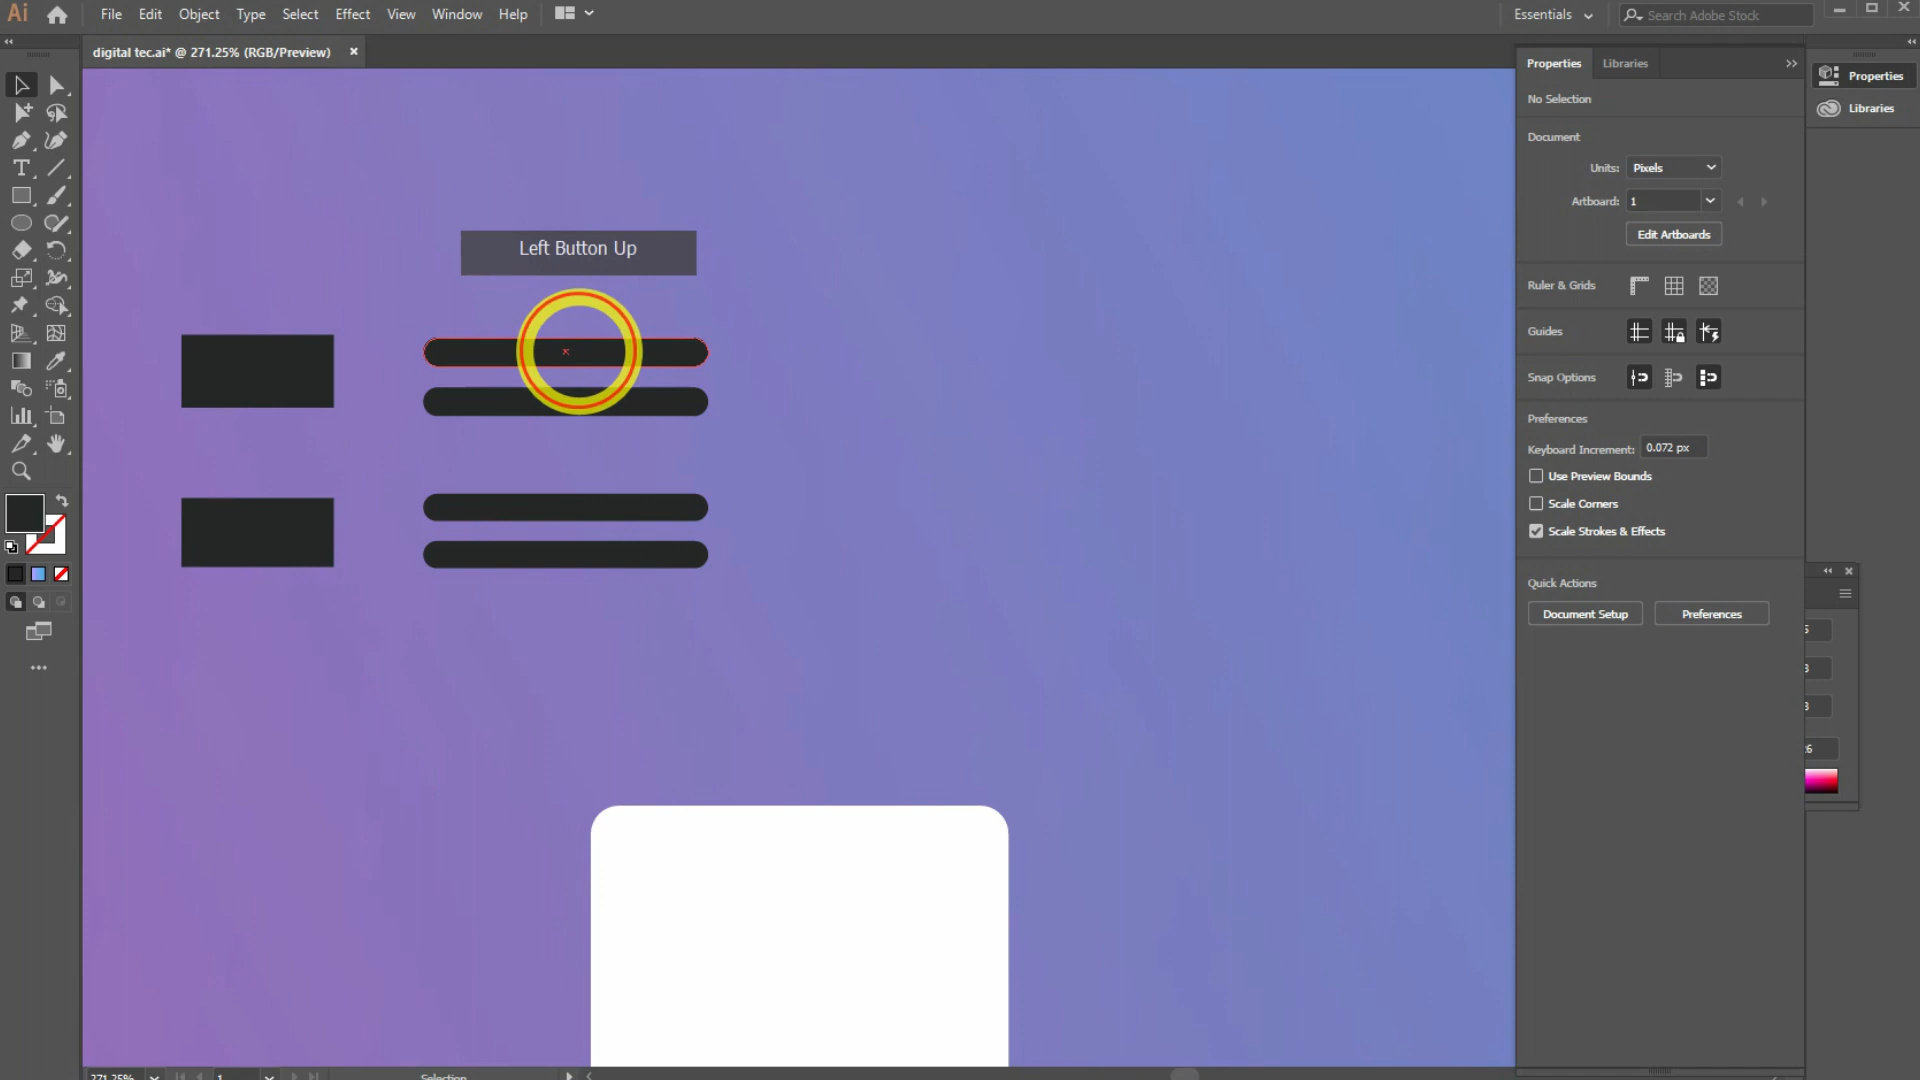 Ai File Edit Object Type Select Effect View Window Help Essentials Search Adobe Stock
digital tec.ai* @ 271.25% (RGB/Preview)
Properties Libraries
Properties
Libraries
No Selection
Document
Units: Pixels
Artboard: 1
Edit Artboards
Left Button Up
Ruler & Grids
Guides
Snap Options
Preferences
Keyboard Increment: 0.072 px
Use Preview Bounds
Scale Corners
Scale Strokes & Effects
Quick Actions
Document Setup Preferences
271.25% 1 Selection